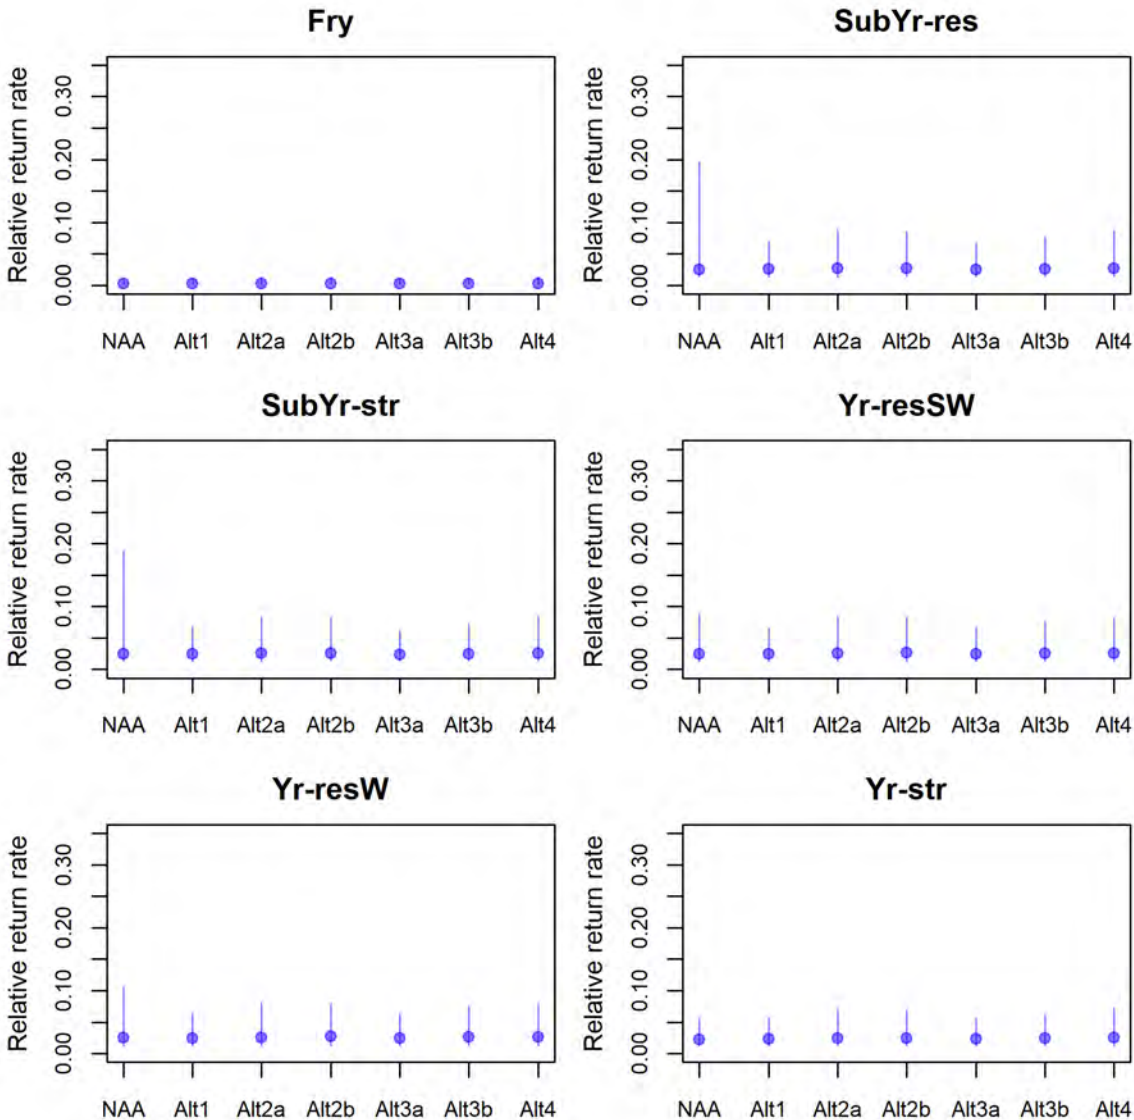 Fry
SubYr-res
Relative return rate
0.30
0.20
0.10
0.00
NAA Alt1 Alt2a Alt2b Alt3a Alt3b Alt4
Relative return rate
0.30
0.20
0.10
0.00
NAA Alt1 Alt2a Alt2b Alt3a Alt3b Alt4
SubYr-str
Yr-resSW
Relative return rate
0.30
0.20
0.10
0.00
NAA Alt1 Alt2a Alt2b Alt3a Alt3b Alt4
Relative return rate
0.30
0.20
0.10
0.00
NAA Alt1 Alt2a Alt2b Alt3a Alt3b Alt4
Yr-resW
Yr-str
Relative return rate
0.30
0.20
0.10
0.00
NAA Alt1 Alt2a Alt2b Alt3a Alt3b Alt4
Relative return rate
0.30
0.20
0.10
0.00
NAA Alt1 Alt2a Alt2b Alt3a Alt3b Alt4